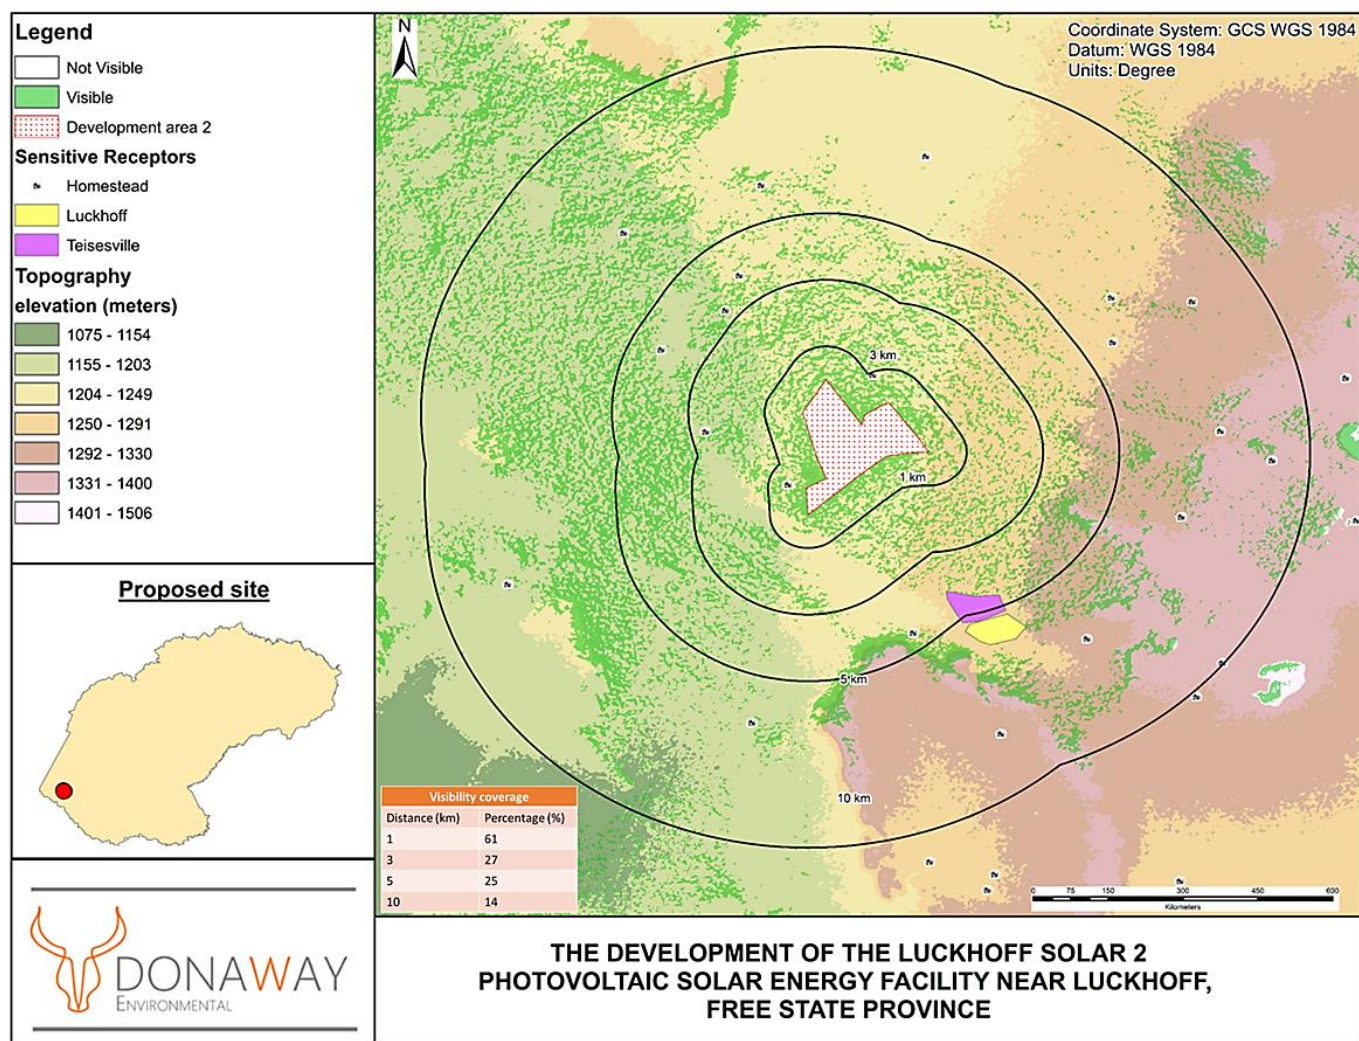 Legend
Not Visible
Visible
Development area 2
Sensitive Receptors
Homestead
Luckhoff
Teisesville
Topography
elevation (meters)
1075 - 1154
1155 - 1203
1204 - 1249
1250 - 1291
1292 - 1330
1331 - 1400
1401 - 1506
Proposed site
DONAWAY
ENVIRONMENTAL
N
Coordinate System: GCS WGS 1984
Datum: WGS 1984
Units: Degree
3 km
1 km
5 km
10 km
Visibility coverage
Distance (km) Percentage (%)
1 61
3 27
5 25
10 14
0 75 150 300 450 600
Kilometers
THE DEVELOPMENT OF THE LUCKHOFF SOLAR 2
PHOTOVOLTAIC SOLAR ENERGY FACILITY NEAR LUCKHOFF,
FREE STATE PROVINCE